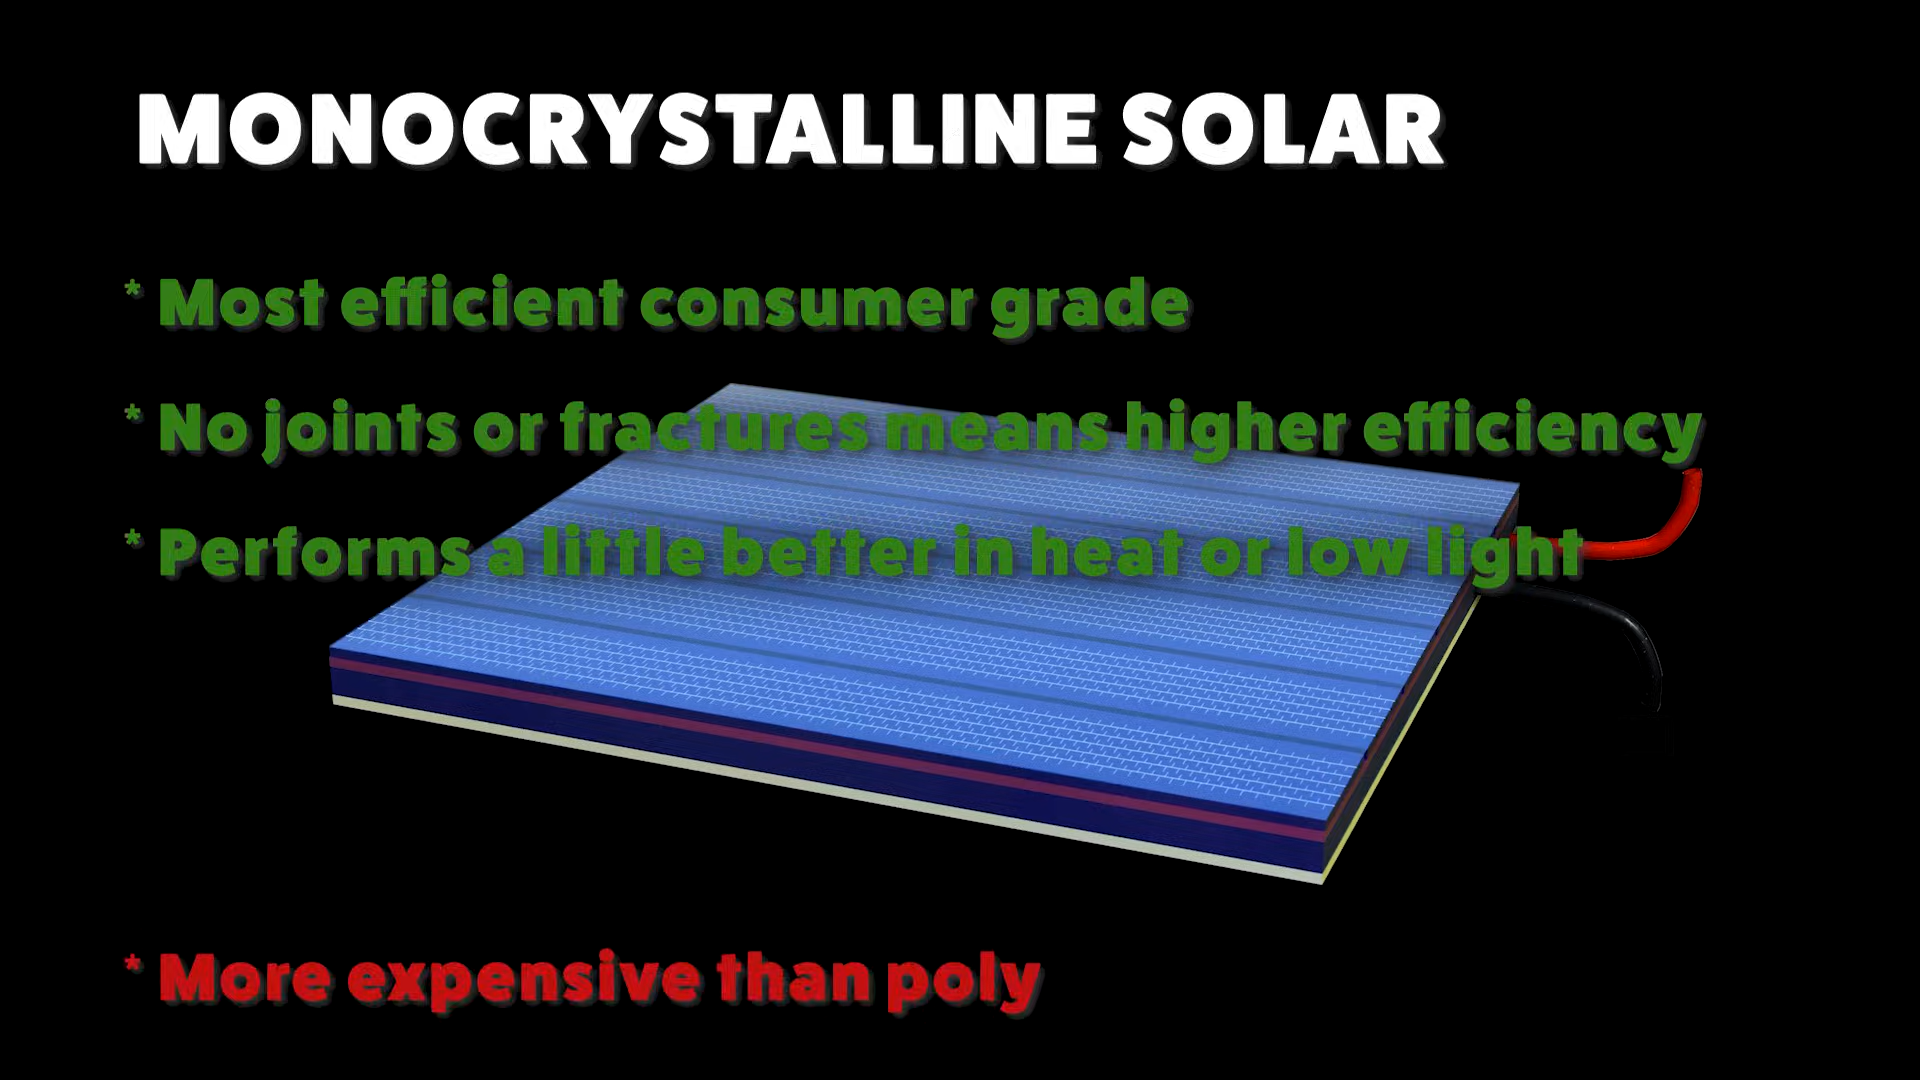 MONOCRYSTALLINE SOLAR
* Most efficient consumer grade
* No joints or fractures means higher efficiency
* Performs a little better in heat or low light
* More expensive than poly